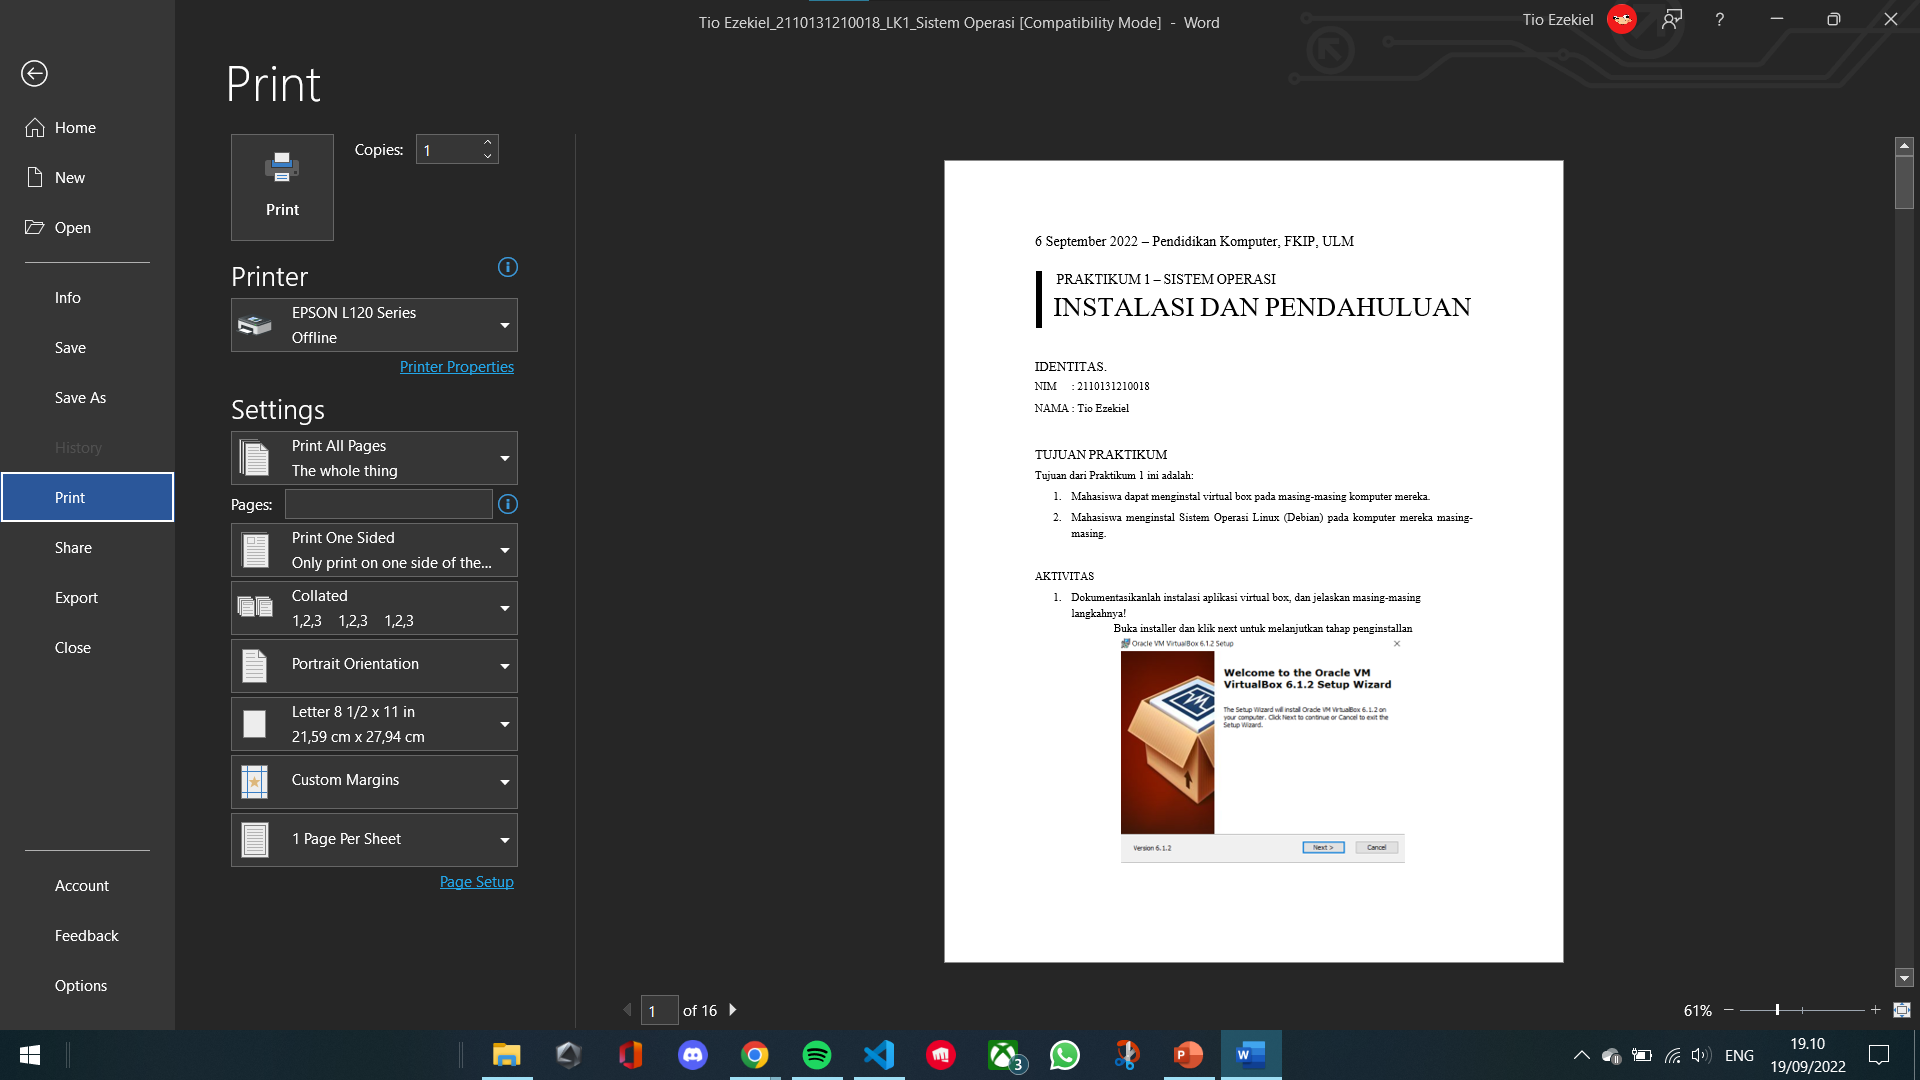 Tio Ezekiel_2110131210018_LK1_Sistem Operasi [Compatibility Mode] - Word
Tio Ezekiel
?
Print
Home
New
Open
Info
Save
Save As
History
Print
Share
Export
Close
Account
Feedback
Options
Print
Copies: 1
Printer
EPSON L120 Series
Offline
Printer Properties
Settings
Print All Pages
The whole thing
Pages:
Print One Sided
Only print on one side of the...
Collated
1,2,3 1,2,3 1,2,3
Portrait Orientation
Letter 8 1/2 x 11 in
21,59 cm x 27,94 cm
Custom Margins
1 Page Per Sheet
Page Setup
6 September 2022 – Pendidikan Komputer, FKIP, ULM
PRAKTIKUM 1 – SISTEM OPERASI
INSTALASI DAN PENDAHULUAN
IDENTITAS.
NIM : 2110131210018
NAMA : Tio Ezekiel
TUJUAN PRAKTIKUM
Tujuan dari Praktikum 1 ini adalah:
1. Mahasiswa dapat menginstal virtual box pada masing-masing komputer mereka.
2. Mahasiswa menginstal Sistem Operasi Linux (Debian) pada komputer mereka masing-
masing.
AKTIVITAS
1. Dokumentasikanlah instalasi aplikasi virtual box, dan jelaskan masing-masing
langkahnya!
Buka installer dan klik next untuk melanjutkan tahap penginstallan
Oracle VM VirtualBox 6.1.2 Setup
Welcome to the Oracle VM
VirtualBox 6.1.2 Setup Wizard
The Setup Wizard will install Oracle VM VirtualBox 6.1.2 on
your computer. Click Next to continue or Cancel to exit the
Setup Wizard.
Version 6.1.2
Next >
Cancel
1 of 16
61%
3
P
W
ENG
19.10
19/09/2022